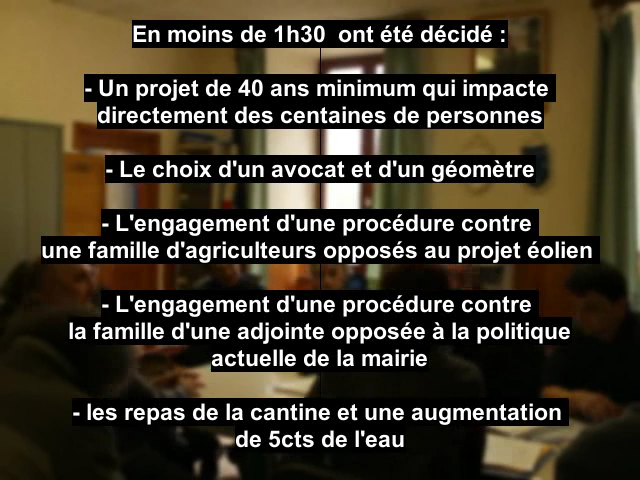 En moins de 1h30  ont été décidé :
- Un projet de 40 ans minimum qui impacte
directement des centaines de personnes
- Le choix d'un avocat et d'un géomètre
- L'engagement d'une procédure contre
une famille d'agriculteurs opposés au projet éolien
- L'engagement d'une procédure contre
la famille d'une adjointe opposée à la politique
actuelle de la mairie
- les repas de la cantine et une augmentation
de 5cts de l'eau